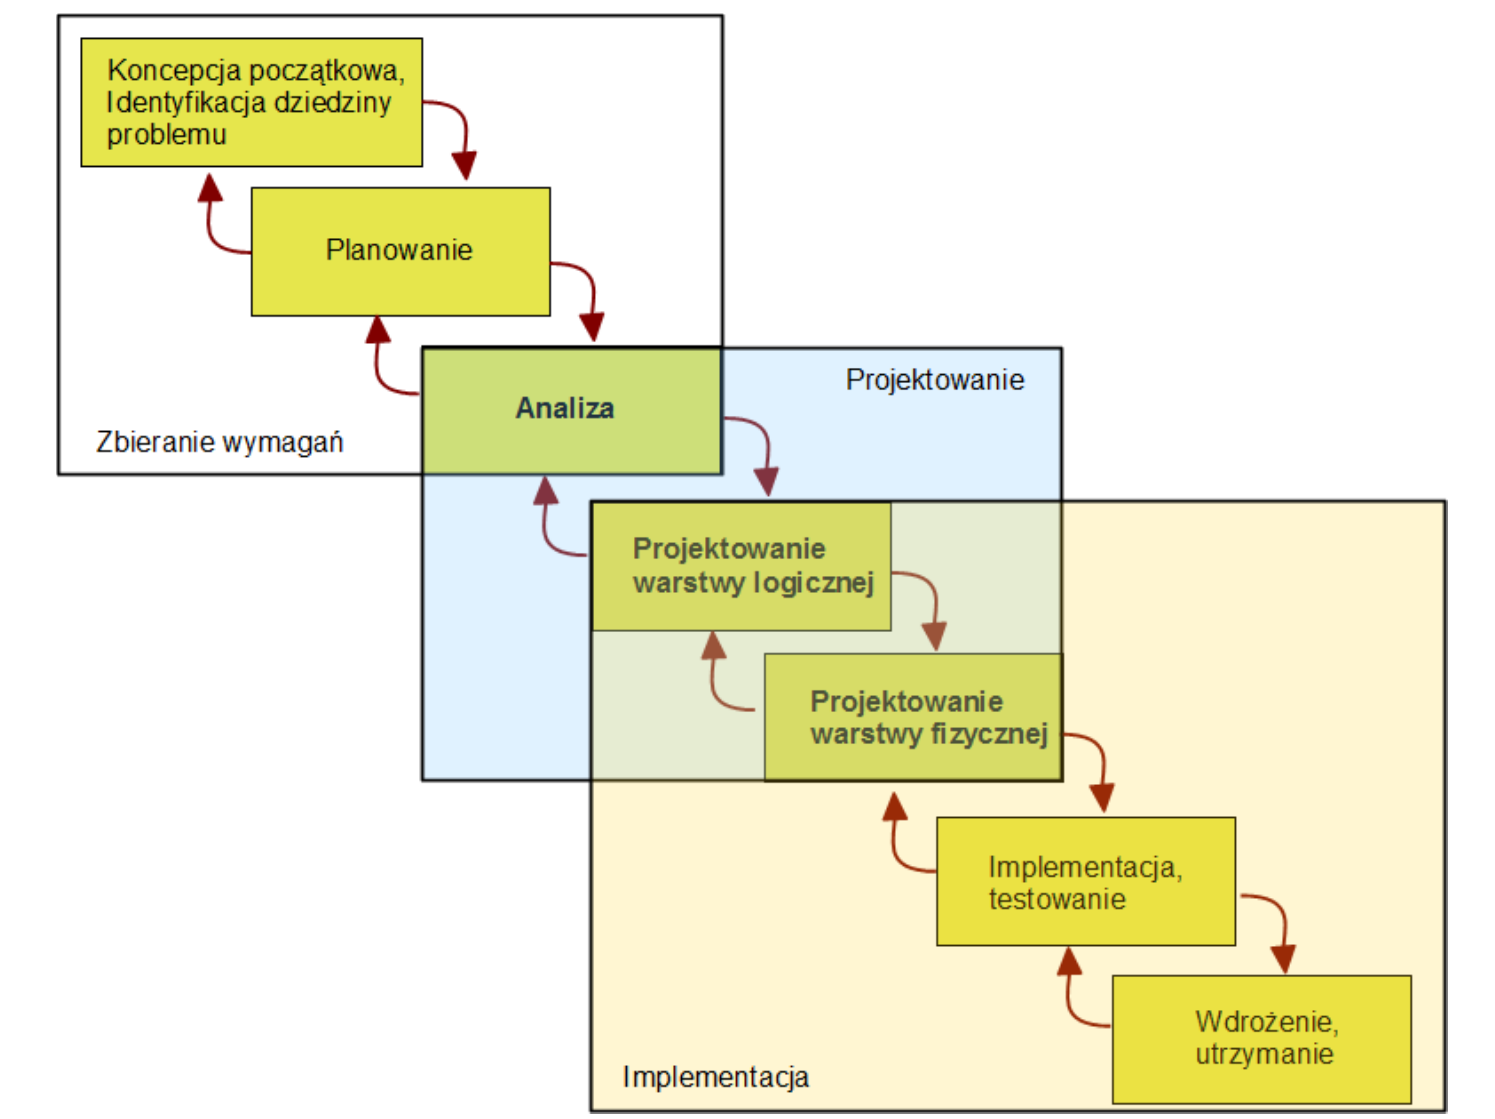 Koncepcja początkowa,
Identyfikacja dziedziny
problemu
Planowanie
Analiza
Projektowanie
Zbieranie wymagań
Projektowanie
warstwy logicznej
Projektowanie
warstwy fizycznej
Implementacja,
testowanie
Wdrożenie,
utrzymanie
Implementacja